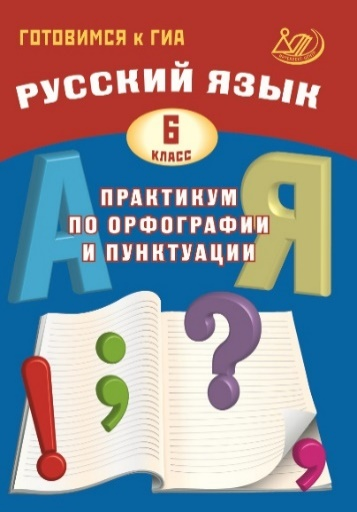 ГОТОВИМСЯ К ГИА
РУССКИЙ ЯЗЫК
6
КЛАСС
А Я
ПРАКТИКУМ
ПО ОРФОГРАФИИ
И ПУНКТУАЦИИ
! ; ? ,